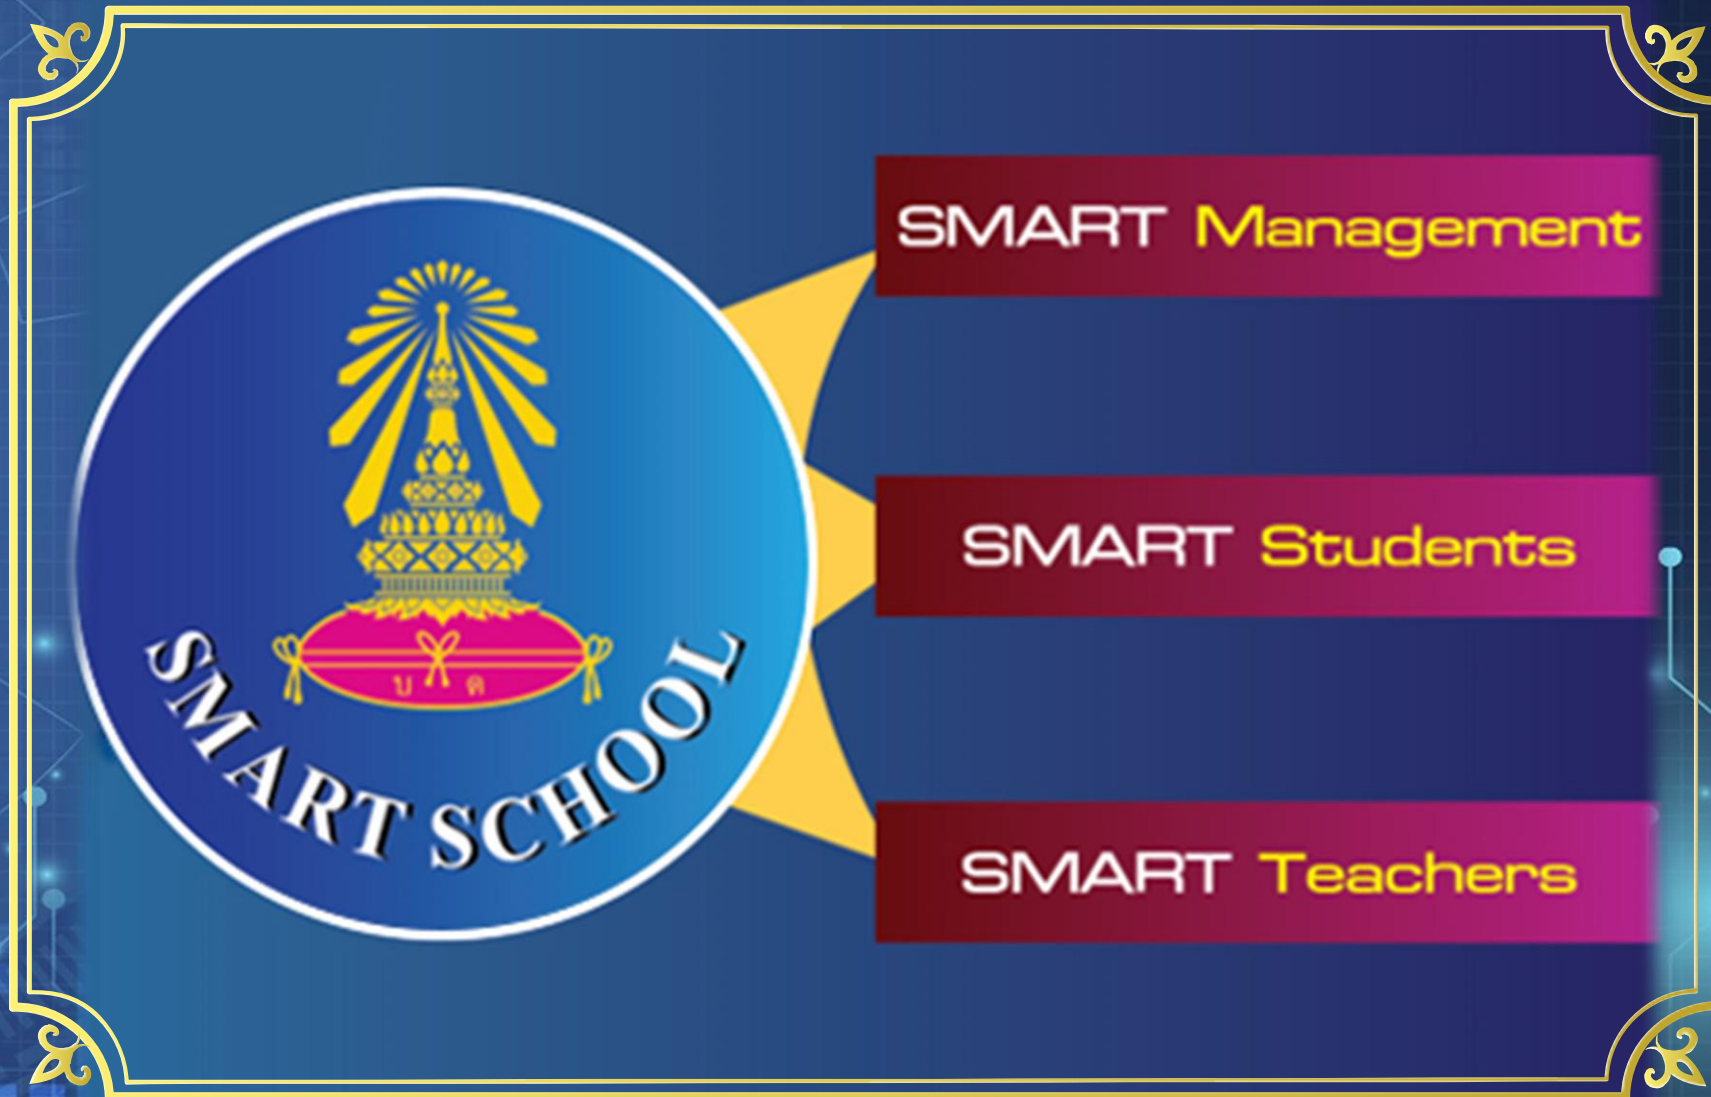 SMART Management
SMART Students
SMART Teachers
บ ด
SMART SCHOOL